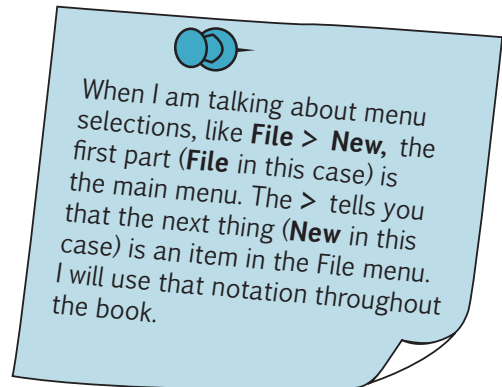 When I am talking about menu
selections, like File > New, the
first part (File in this case) is
the main menu. The > tells you
that the next thing (New in this
case) is an item in the File menu.
I will use that notation throughout
the book.